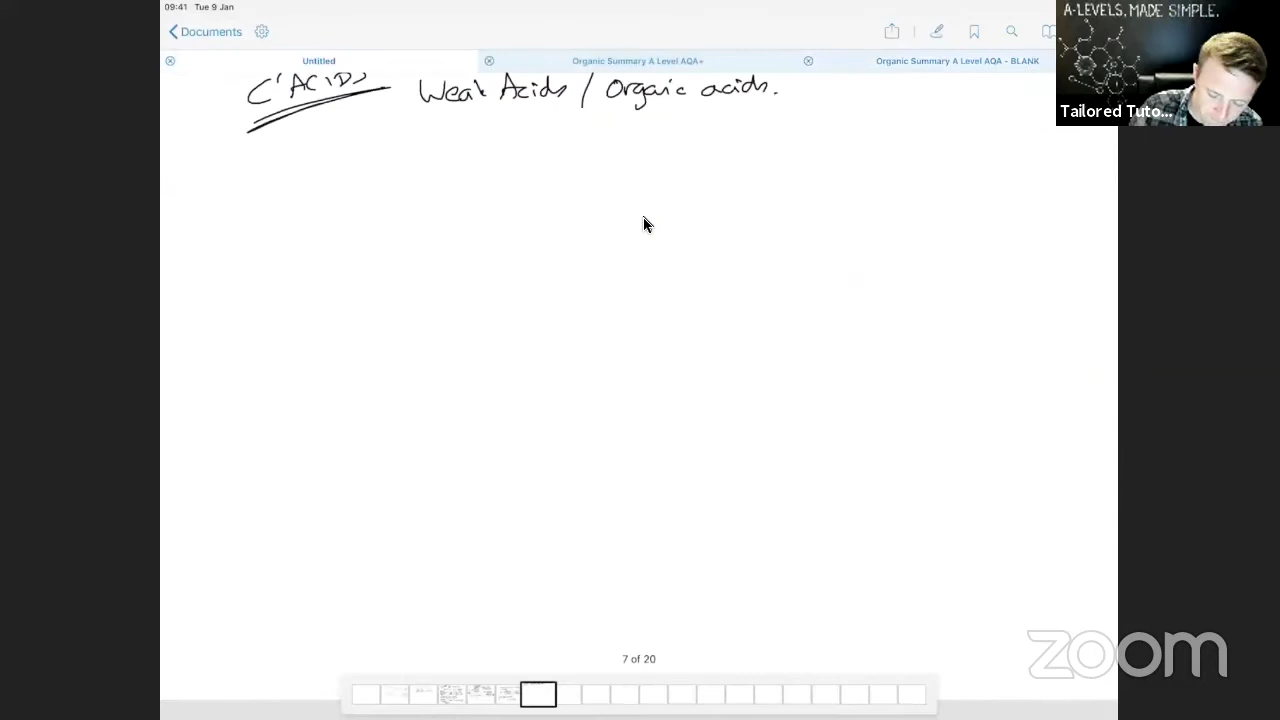 09:41 Tue 9 Jan
A-LEVELS. MADE SIMPLE.
Documents
Untitled
Organic Summary A Level AQA+
Organic Summary A Level AQA - BLANK
C' ACIDS Weak Acids / Orgaic acids.
Tailored Tuto...
7 of 20
zoom